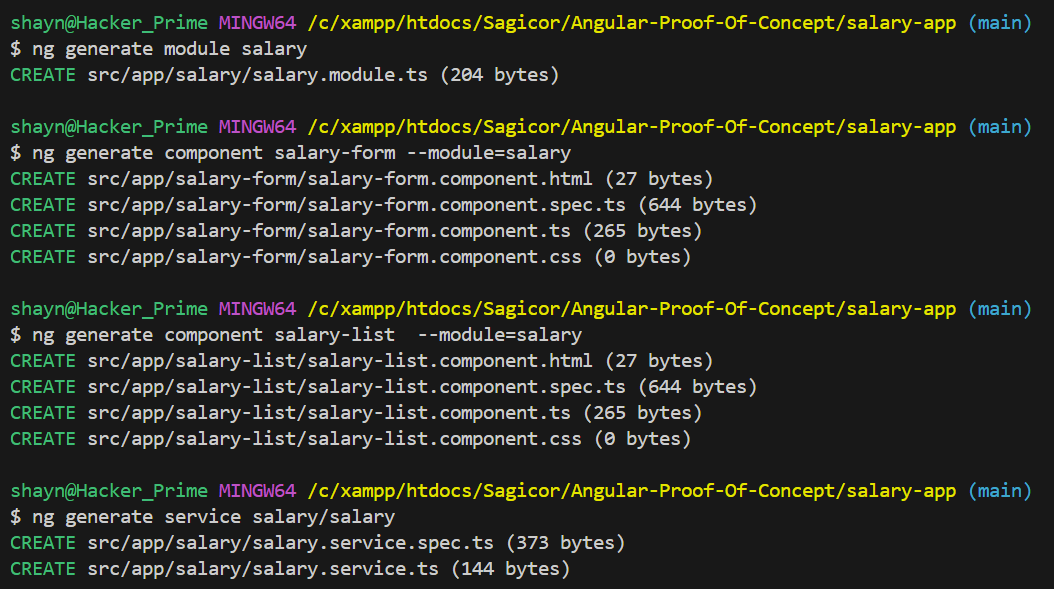 shayn@Hacker_Prime MINGW64 /c/xampp/htdocs/Sagicor/Angular-Proof-Of-Concept/salary-app (main)
$ ng generate module salary
CREATE src/app/salary/salary.module.ts (204 bytes)
shayn@Hacker_Prime MINGW64 /c/xampp/htdocs/Sagicor/Angular-Proof-Of-Concept/salary-app (main)
$ ng generate component salary-form --module=salary
CREATE src/app/salary-form/salary-form.component.html (27 bytes)
CREATE src/app/salary-form/salary-form.component.spec.ts (644 bytes)
CREATE src/app/salary-form/salary-form.component.ts (265 bytes)
CREATE src/app/salary-form/salary-form.component.css (0 bytes)
shayn@Hacker_Prime MINGW64 /c/xampp/htdocs/Sagicor/Angular-Proof-Of-Concept/salary-app (main)
$ ng generate component salary-list  --module=salary
CREATE src/app/salary-list/salary-list.component.html (27 bytes)
CREATE src/app/salary-list/salary-list.component.spec.ts (644 bytes)
CREATE src/app/salary-list/salary-list.component.ts (265 bytes)
CREATE src/app/salary-list/salary-list.component.css (0 bytes)
shayn@Hacker_Prime MINGW64 /c/xampp/htdocs/Sagicor/Angular-Proof-Of-Concept/salary-app (main)
$ ng generate service salary/salary
CREATE src/app/salary/salary.service.spec.ts (373 bytes)
CREATE src/app/salary/salary.service.ts (144 bytes)